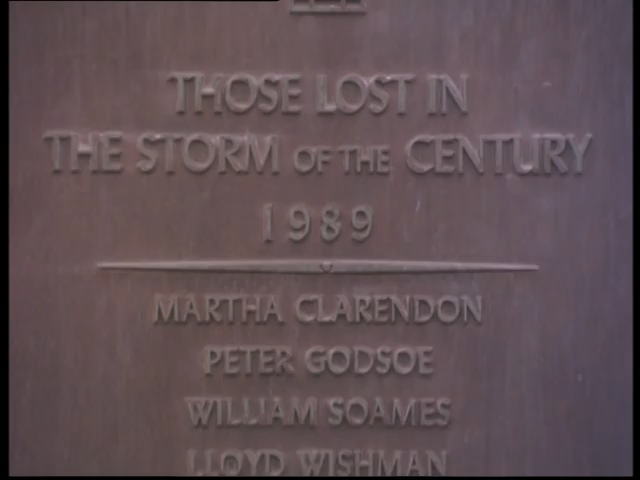 THOSE LOST IN
THE STORM OF THE CENTURY
1989
MARTHA CLARENDON
PETER GODSOE
WILLIAM SOAMES
LLOYD WISHMAN